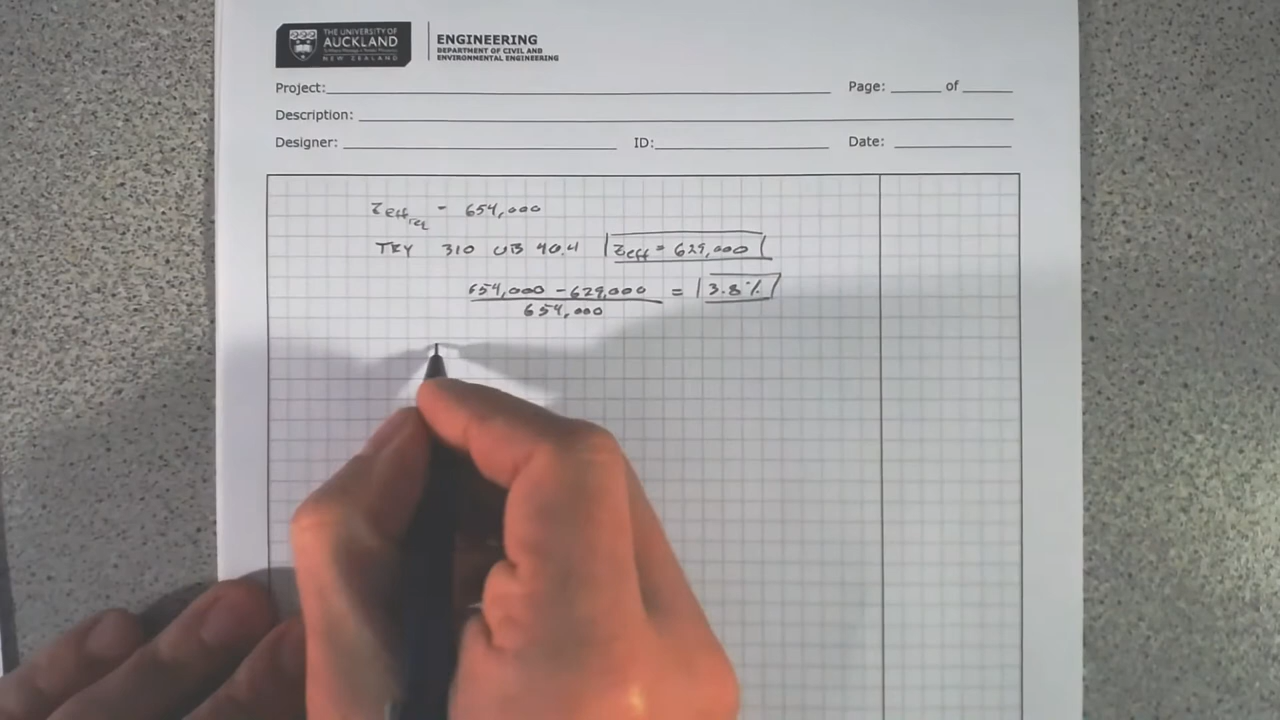 THE UNIVERSITY OF
AUCKLAND
NEW ZEALAND
ENGINEERING
DEPARTMENT OF CIVIL AND
ENVIRONMENTAL ENGINEERING
Project: Page: of
Description:
Designer: ID: Date:
Zeff req = 654,000
TRY 310 UB 40.4 Zeff = 629,000
654,000 - 629,000 = 3.8%
654,000